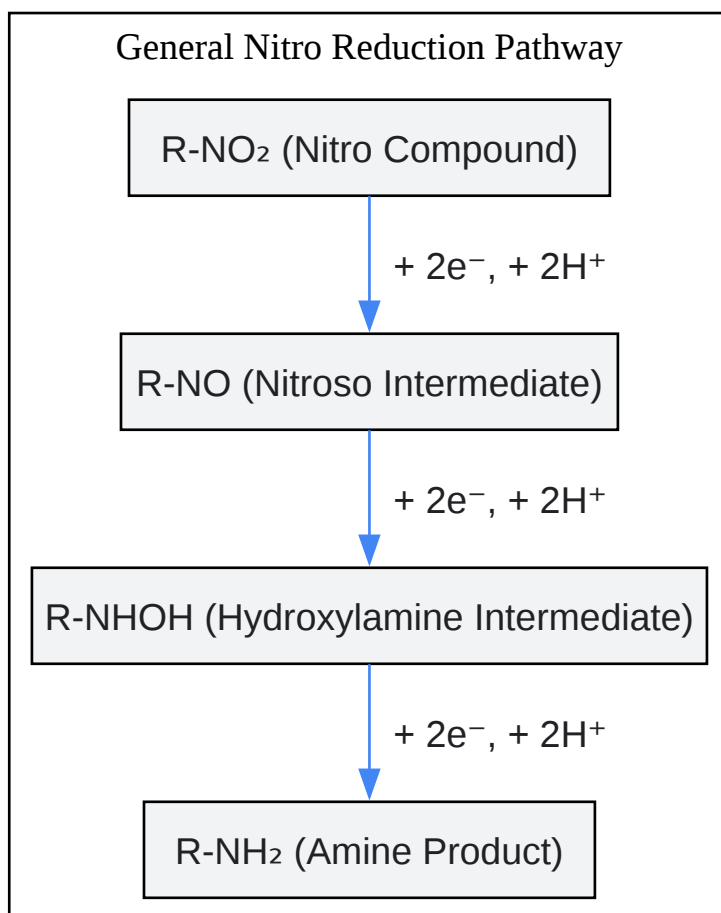 General Nitro Reduction Pathway
R-NO₂ (Nitro Compound)
+ 2e⁻, + 2H⁺
R-NO (Nitroso Intermediate)
+ 2e⁻, + 2H⁺
R-NHOH (Hydroxylamine Intermediate)
+ 2e⁻, + 2H⁺
R-NH₂ (Amine Product)